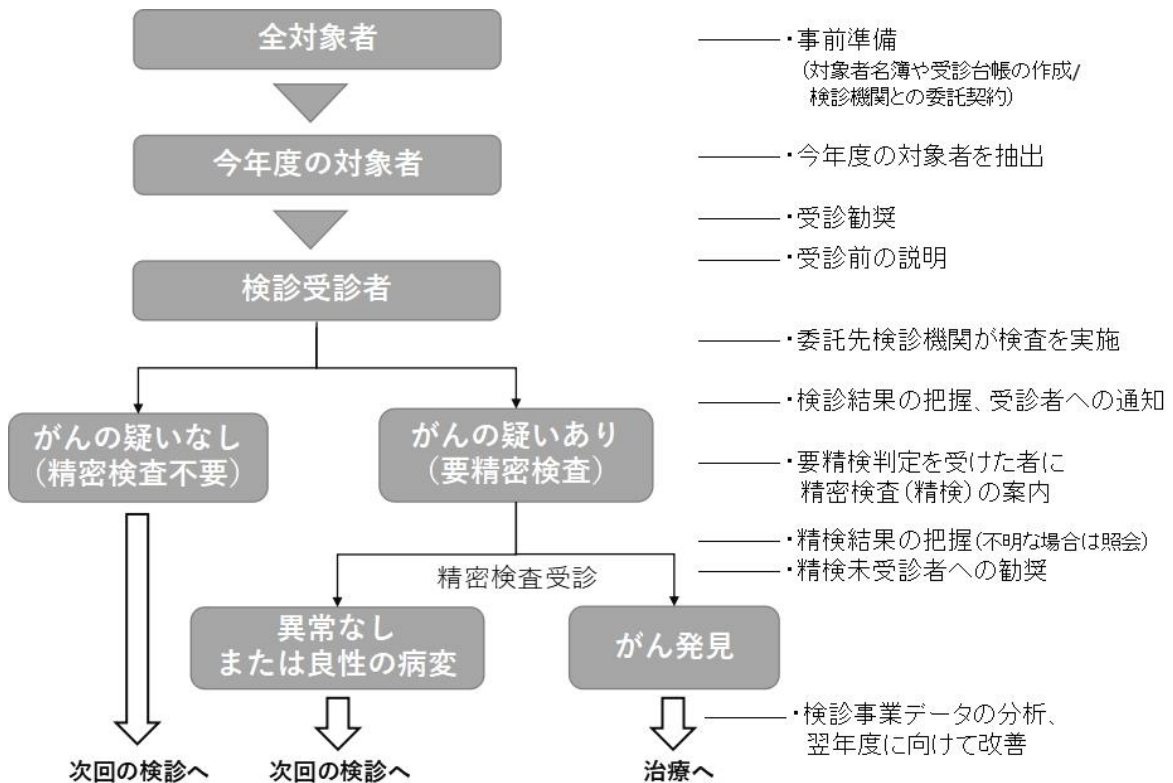 全対象者
・事前準備
(対象者名簿や受診台帳の作成/
検診機関との委託契約)
今年度の対象者
・今年度の対象者を抽出
・受診勧奨
・受診前の説明
検診受診者
・委託先検診機関が検査を実施
・検診結果の把握、受診者への通知
がんの疑いなし
(精密検査不要)
がんの疑いあり
(要精密検査)
・要精検判定を受けた者に
精密検査(精検)の案内
・精検結果の把握(不明な場合は照会)
・精検未受診者への勧奨
精密検査受診
異常なし
または良性の病変
がん発見
・検診事業データの分析、
翌年度に向けて改善
次回の検診へ
次回の検診へ
治療へ